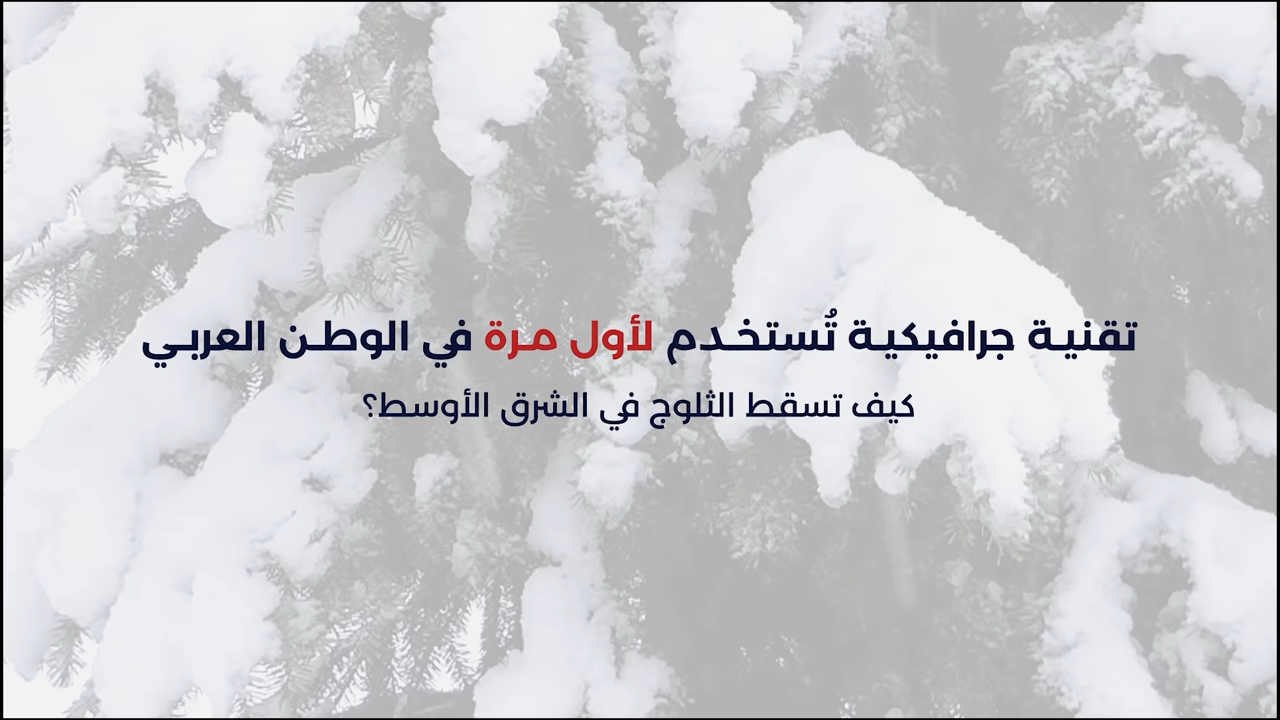 تقنية جرافيكية تُستخدم لأول مرة في الوطن العربي
كيف تسقط الثلوج في الشرق الأوسط؟